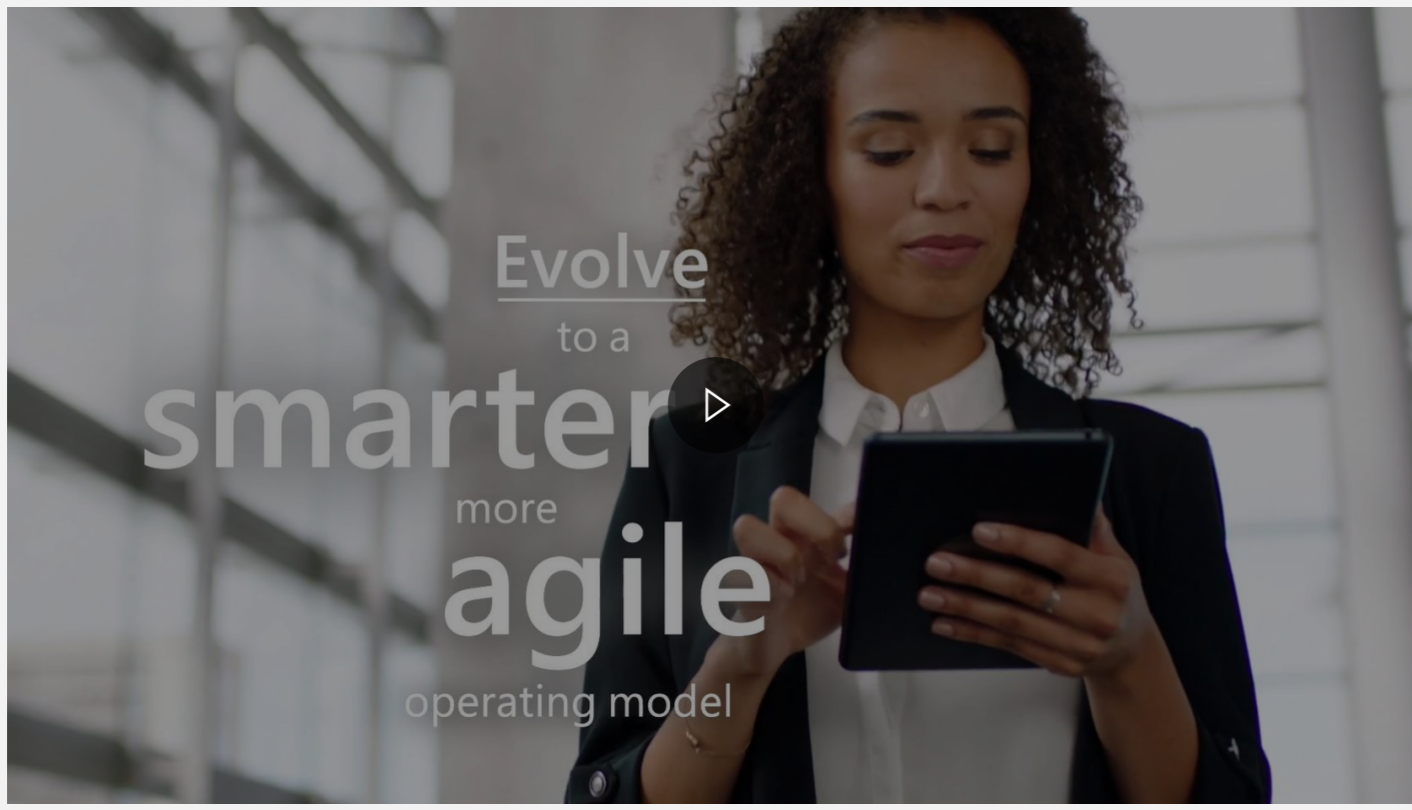 Evolve
to a
smarter
more
agile
operating model